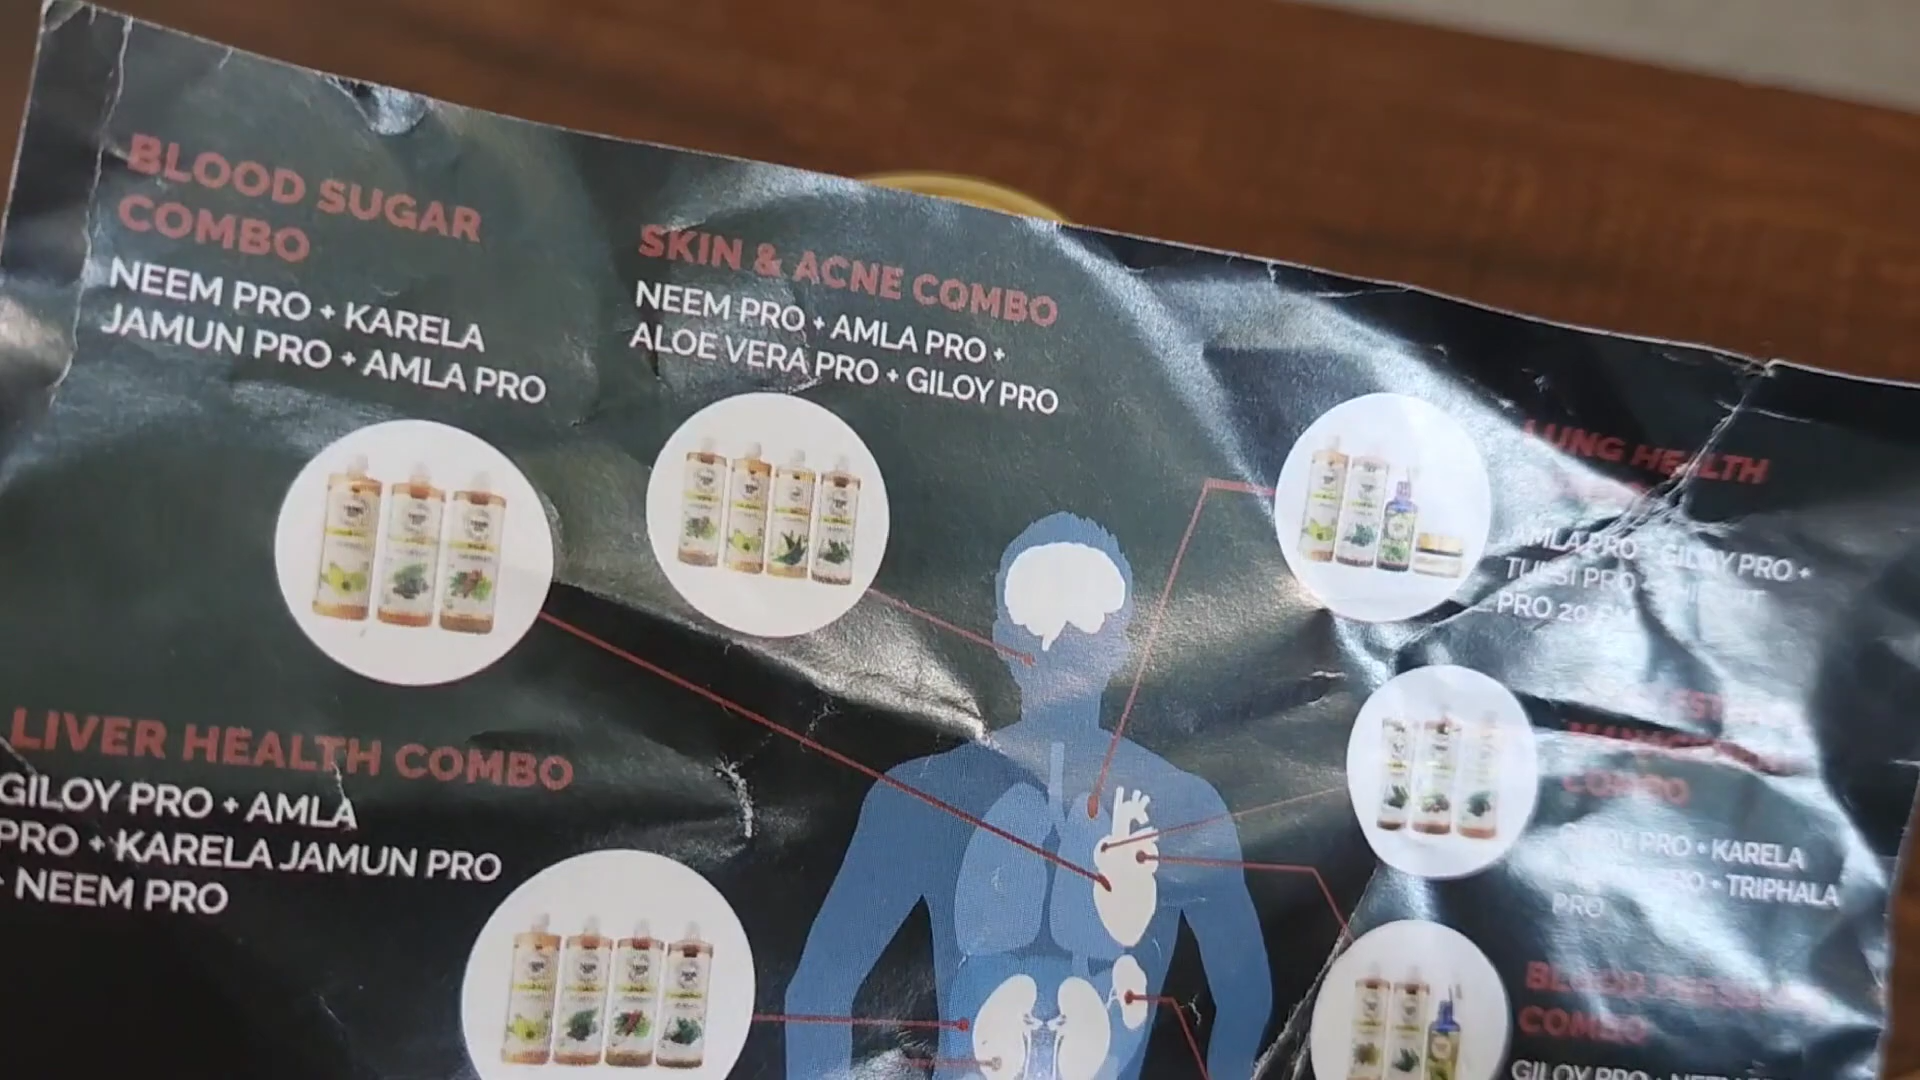 BLOOD SUGAR
COMBO
NEEM PRO + KARELA
JAMUN PRO + AMLA PRO
SKIN & ACNE COMBO
NEEM PRO + AMLA PRO +
ALOE VERA PRO + GILOY PRO
LUNG HEALTH
AMLA PRO + GILOY PRO +
TULSI PRO
PRO 20
COMBO
PRO + KARELA
PRO + TRIPHALA
PRO
LIVER HEALTH COMBO
GILOY PRO + AMLA
PRO + KARELA JAMUN PRO
+ NEEM PRO
BLOOD PRESSURE
COMBO
GILOY PRO + NEEM